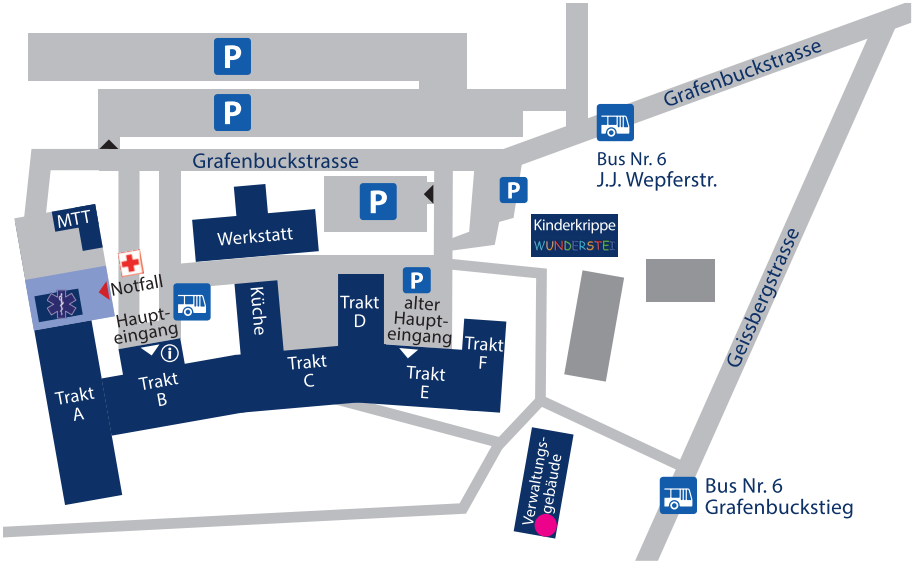 P
P
Grafenbuckstrasse
Bus Nr. 6
J.J. Wepferstr.
Grafenbuckstrasse
P
P
MTT
Werkstatt
Kinderkrippe
WUNDERSTEI
Notfall
P
alter
Haupt-
eingang
Küche
Trakt
D
Haupt-
eingang
i
Trakt
F
Trakt
A
Trakt
B
Trakt
C
Trakt
E
Geissbergstrasse
Verwaltungs-
gebäude
Bus Nr. 6
Grafenbuckstieg